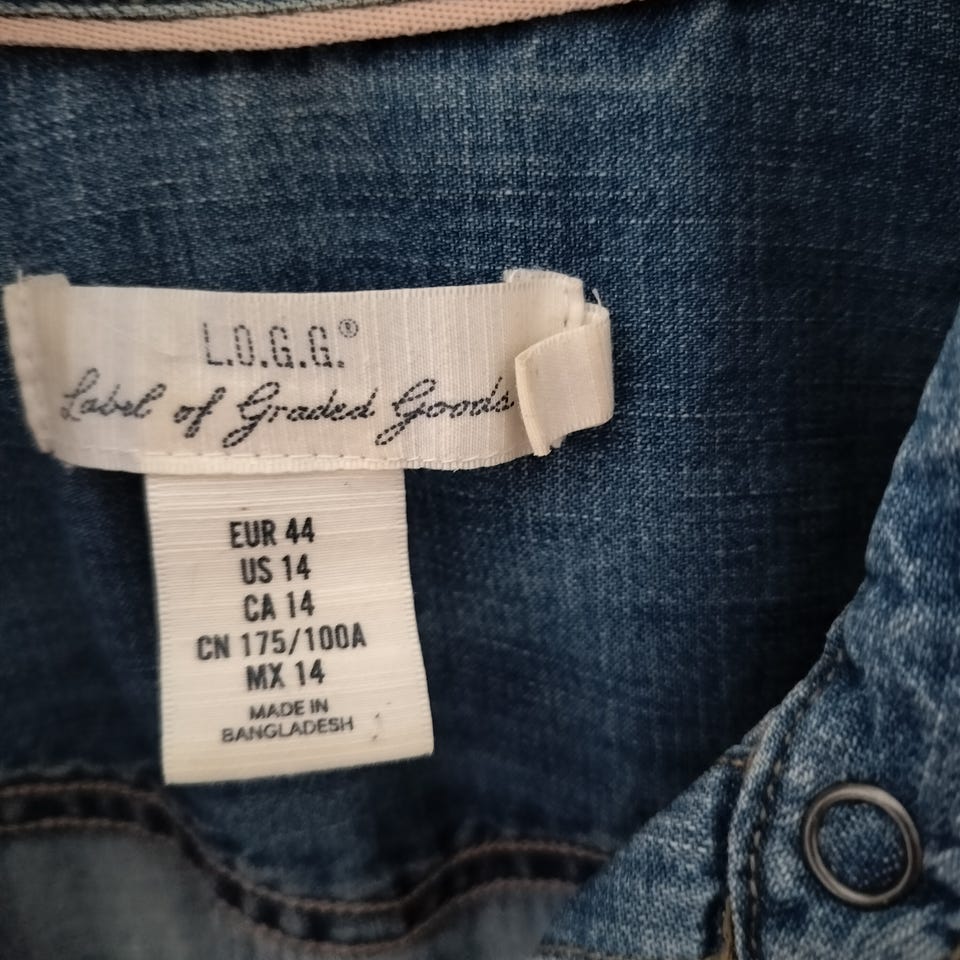 L.O.G.G.®
Label of Graded Goods
EUR 44
US 14
CA 14
CN 175/100A
MX 14
MADE IN
BANGLADESH